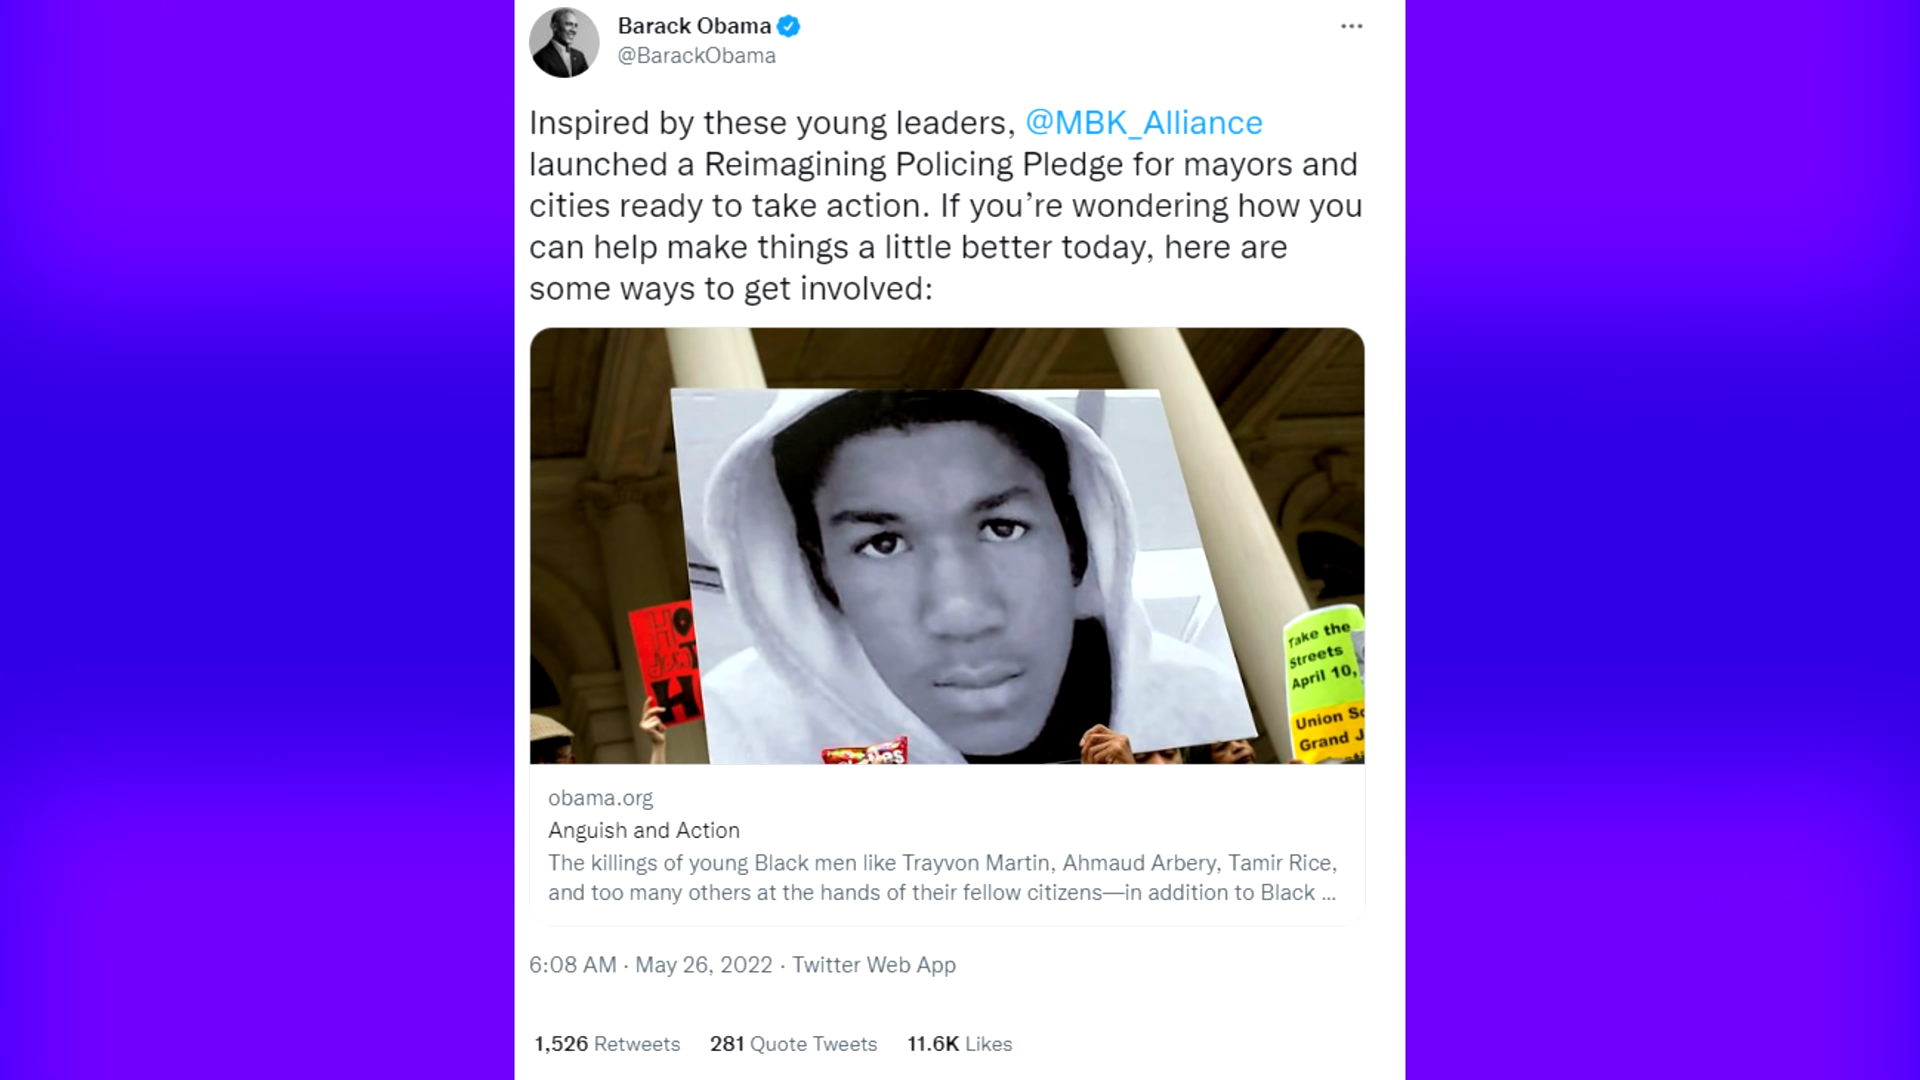 Barack Obama
@BarackObama
Inspired by these young leaders, @MBK_Alliance
launched a Reimagining Policing Pledge for mayors and
cities ready to take action. If you’re wondering how you
can help make things a little better today, here are
some ways to get involved:
Take the
Streets
April 10,
Union
Grand
obama.org
Anguish and Action
The killings of young Black men like Trayvon Martin, Ahmaud Arbery, Tamir Rice,
and too many others at the hands of their fellow citizens—in addition to Black ...
6:08 AM · May 26, 2022 · Twitter Web App
1,526 Retweets 281 Quote Tweets 11.6K Likes